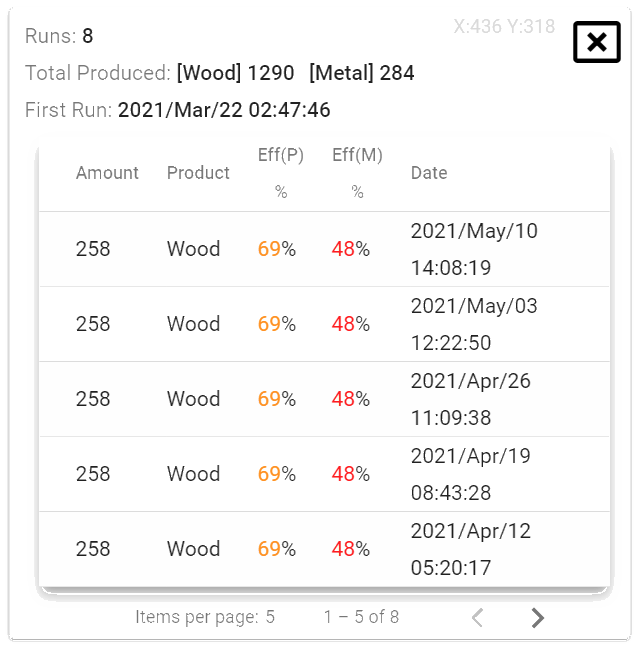 X:436 Y:318
Runs: 8
Total Produced: [Wood] 1290 [Metal] 284
First Run: 2021/Mar/22 02:47:46
Amount Product Eff(P) % Eff(M) % Date
258 Wood 69% 48% 2021/May/10 14:08:19
258 Wood 69% 48% 2021/May/03 12:22:50
258 Wood 69% 48% 2021/Apr/26 11:09:38
258 Wood 69% 48% 2021/Apr/19 08:43:28
258 Wood 69% 48% 2021/Apr/12 05:20:17
Items per page: 5 1 – 5 of 8